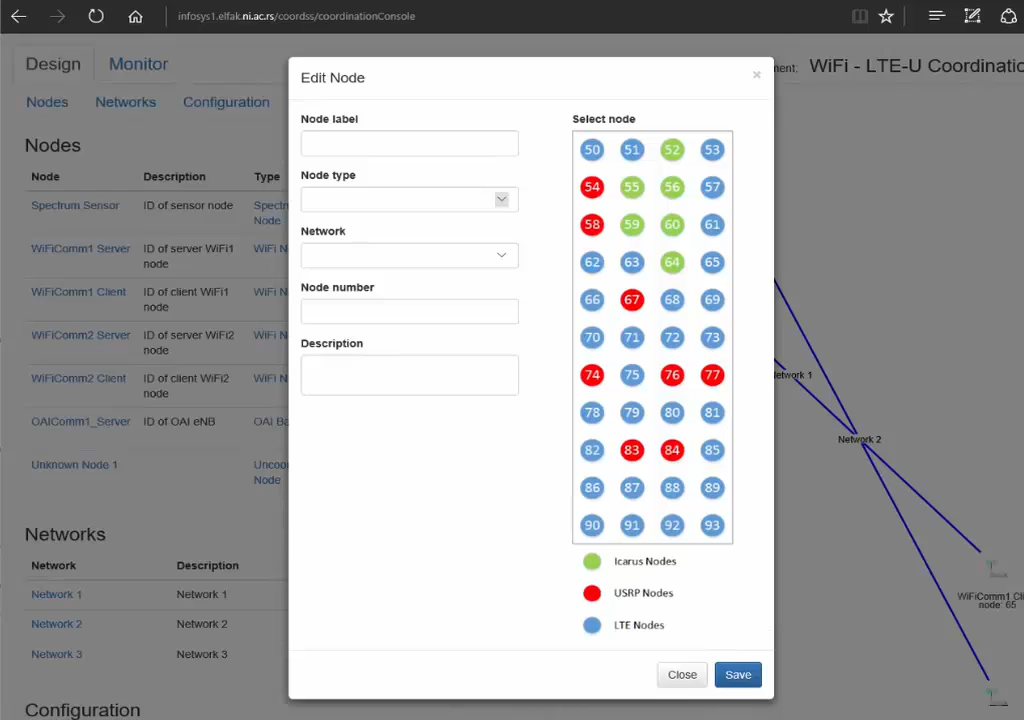 infosys1.elfak.ni.ac.rs/coordss/coordinationConsole
Design
Monitor
ment:
WiFi - LTE-U Coordinatio
Nodes
Networks
Configuration
Nodes
Node Description Type
Spectrum Sensor ID of sensor node Spectr
Node
WiFiComm1 Server ID of server WiFi1 WiFi N
node
WiFiComm1 Client ID of client WiFi1 WiFi N
node
WiFiComm2 Server ID of server WiFi2 WiFi N
node
WiFiComm2 Client ID of client WiFi2 WiFi N
node
OAIComm1_Server ID of OAI eNB OAI Ba
Unknown Node 1 Uncoor
Node
Networks
Network Description
Network 1 Network 1
Network 2 Network 2
Network 3 Network 3
Configuration
Edit Node
×
Node label
Node type
Network
Node number
Description
Select node
50 51 52 53
54 55 56 57
58 59 60 61
62 63 64 65
66 67 68 69
70 71 72 73
74 75 76 77
78 79 80 81
82 83 84 85
86 87 88 89
90 91 92 93
Icarus Nodes
USRP Nodes
LTE Nodes
Close
Save
etwork 1
Network 2
WiFiComm1 Cli
node: 65